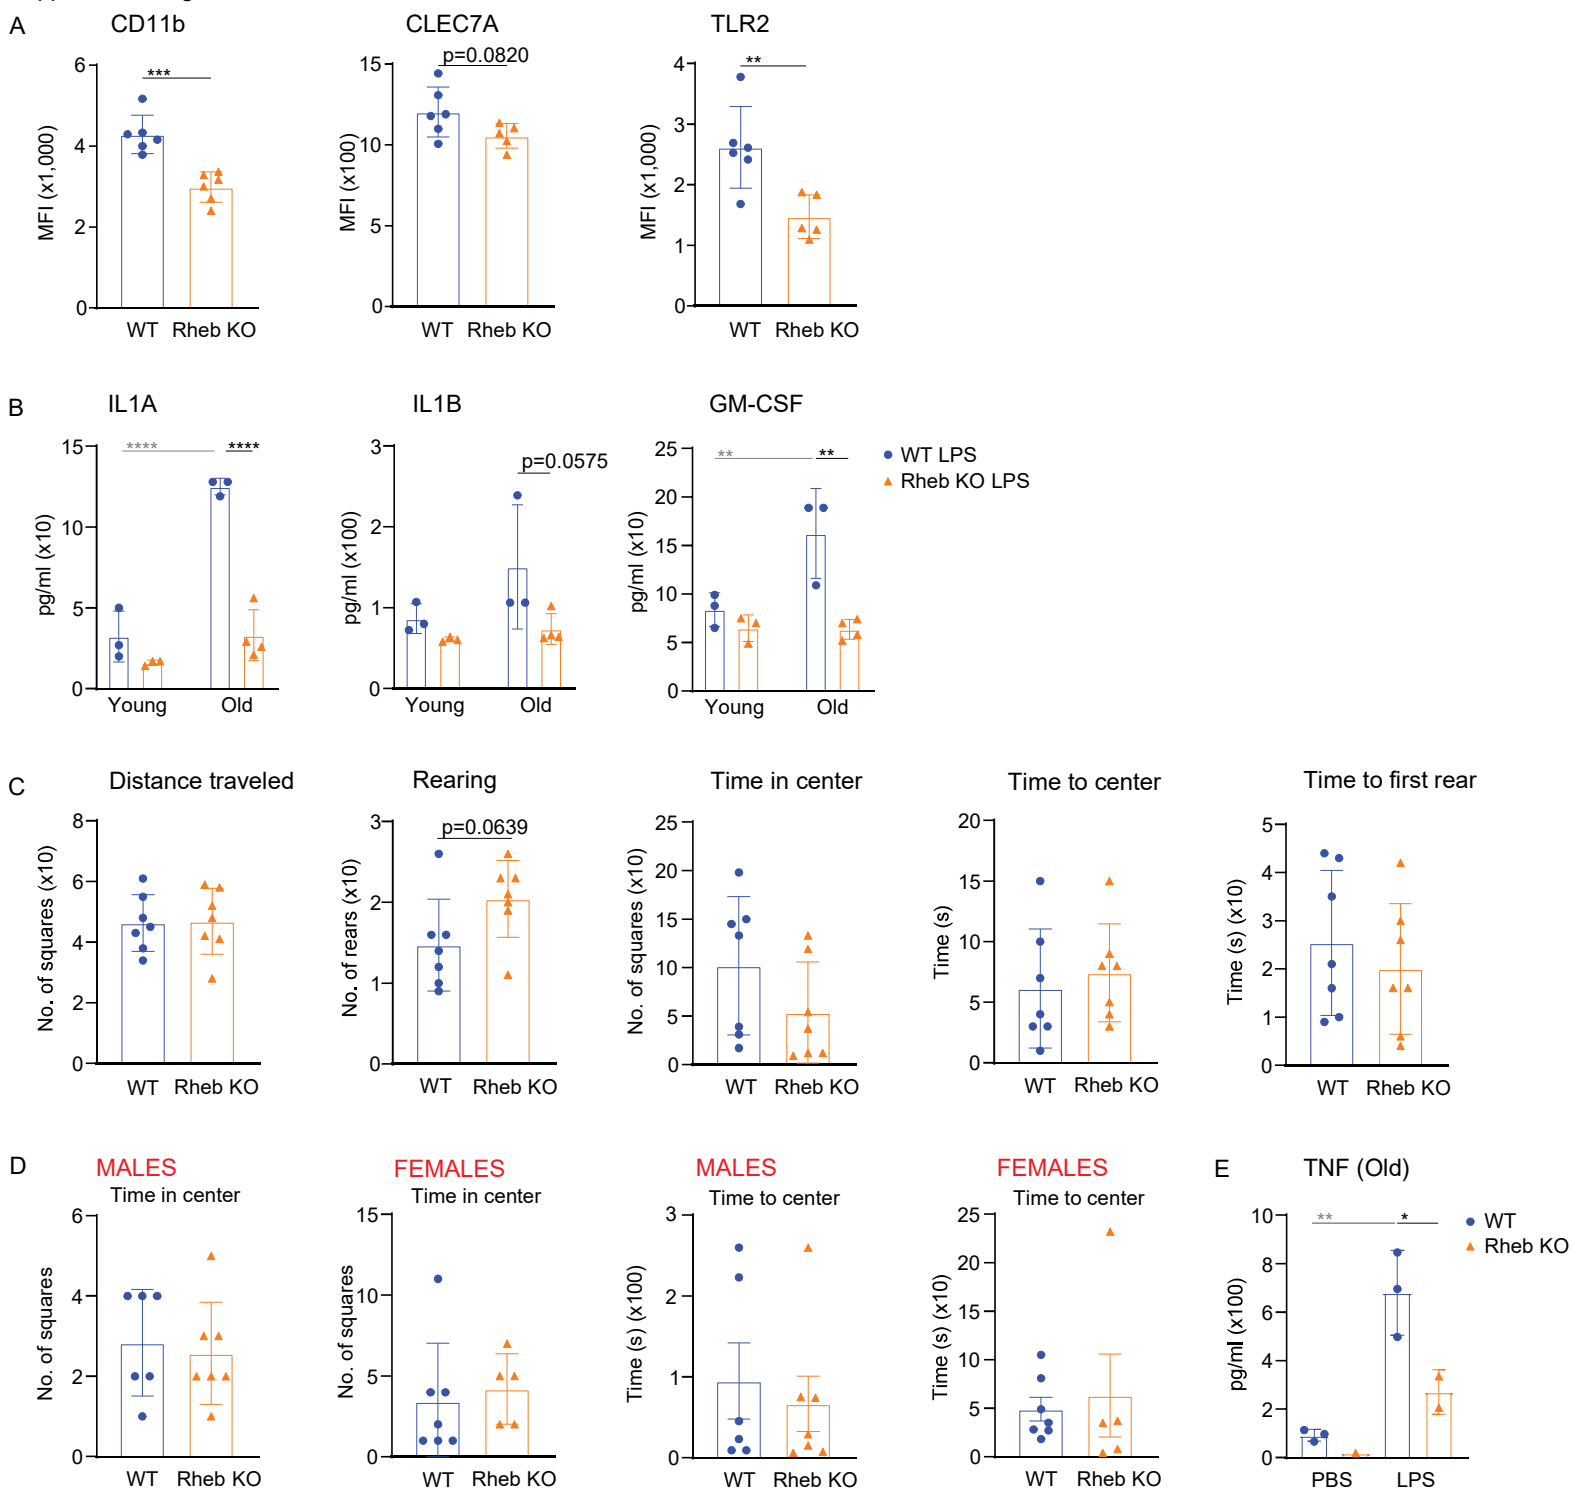 A
CD11b
CLEC7A
TLR2
MFI (x1,000)
6
4
2
0
***
WT Rheb KO
MFI (x100)
15
10
5
0
p=0.0820
WT Rheb KO
MFI (x1,000)
4
3
2
1
0
**
WT Rheb KO
B
IL1A
IL1B
GM-CSF
pg/ml (x10)
15
10
5
0
**** ****
Young Old
pg/ml (x100)
3
2
1
0
p=0.0575
Young Old
pg/ml (x10)
25
20
15
10
5
0
** **
Young Old
WT LPS
Rheb KO LPS
C
Distance traveled
Rearing
Time in center
Time to center
Time to first rear
No. of squares (x10)
8
6
4
2
0
WT Rheb KO
No. of rears (x10)
3
2
1
0
p=0.0639
WT Rheb KO
No. of squares (x10)
25
20
15
10
5
0
WT Rheb KO
Time (s)
20
15
10
5
0
WT Rheb KO
Time (s) (x10)
5
4
3
2
1
0
WT Rheb KO
D
MALES
Time in center
No. of squares
6
4
2
0
WT Rheb KO
FEMALES
Time in center
No. of squares
15
10
5
0
WT Rheb KO
MALES
Time to center
Time (s) (x100)
3
2
1
0
WT Rheb KO
FEMALES
Time to center
Time (s) (x10)
25
20
15
10
5
0
WT Rheb KO
E
TNF (Old)
pg/ml (x100)
10
8
6
4
2
0
** *
PBS LPS
WT
Rheb KO